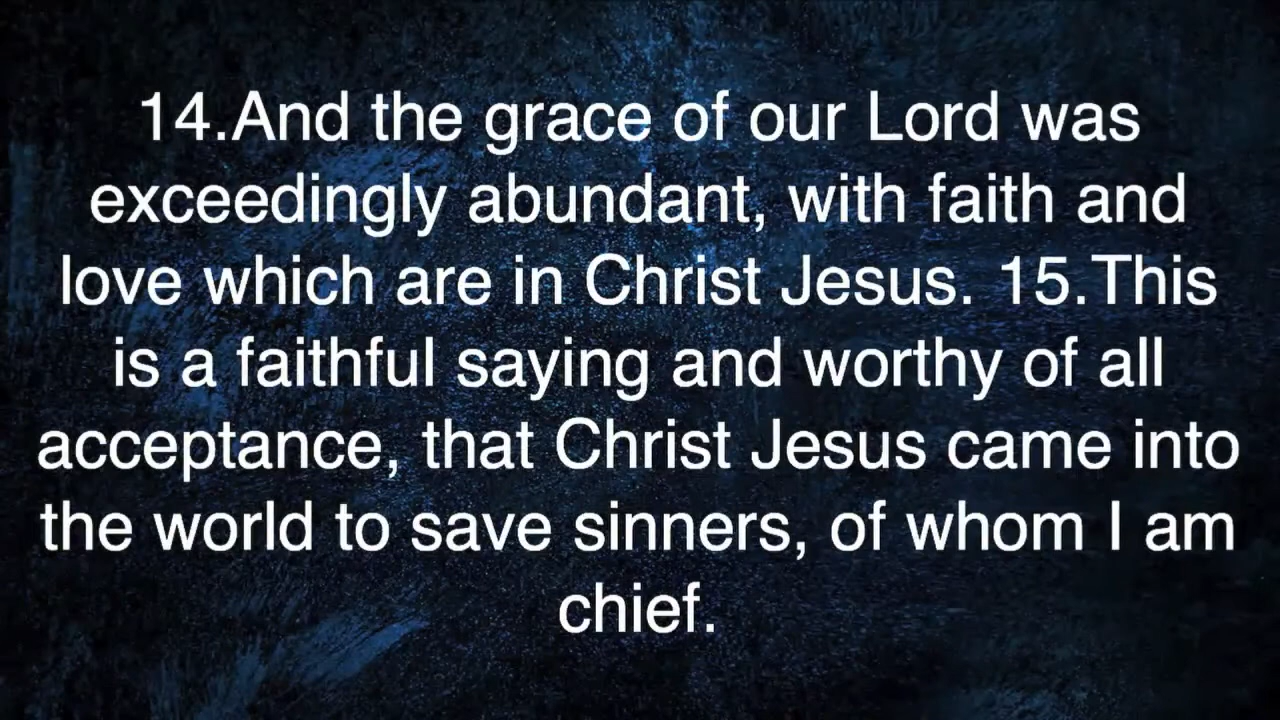 14.And the grace of our Lord was
exceedingly abundant, with faith and
love which are in Christ Jesus. 15.This
is a faithful saying and worthy of all
acceptance, that Christ Jesus came into
the world to save sinners, of whom I am
chief.